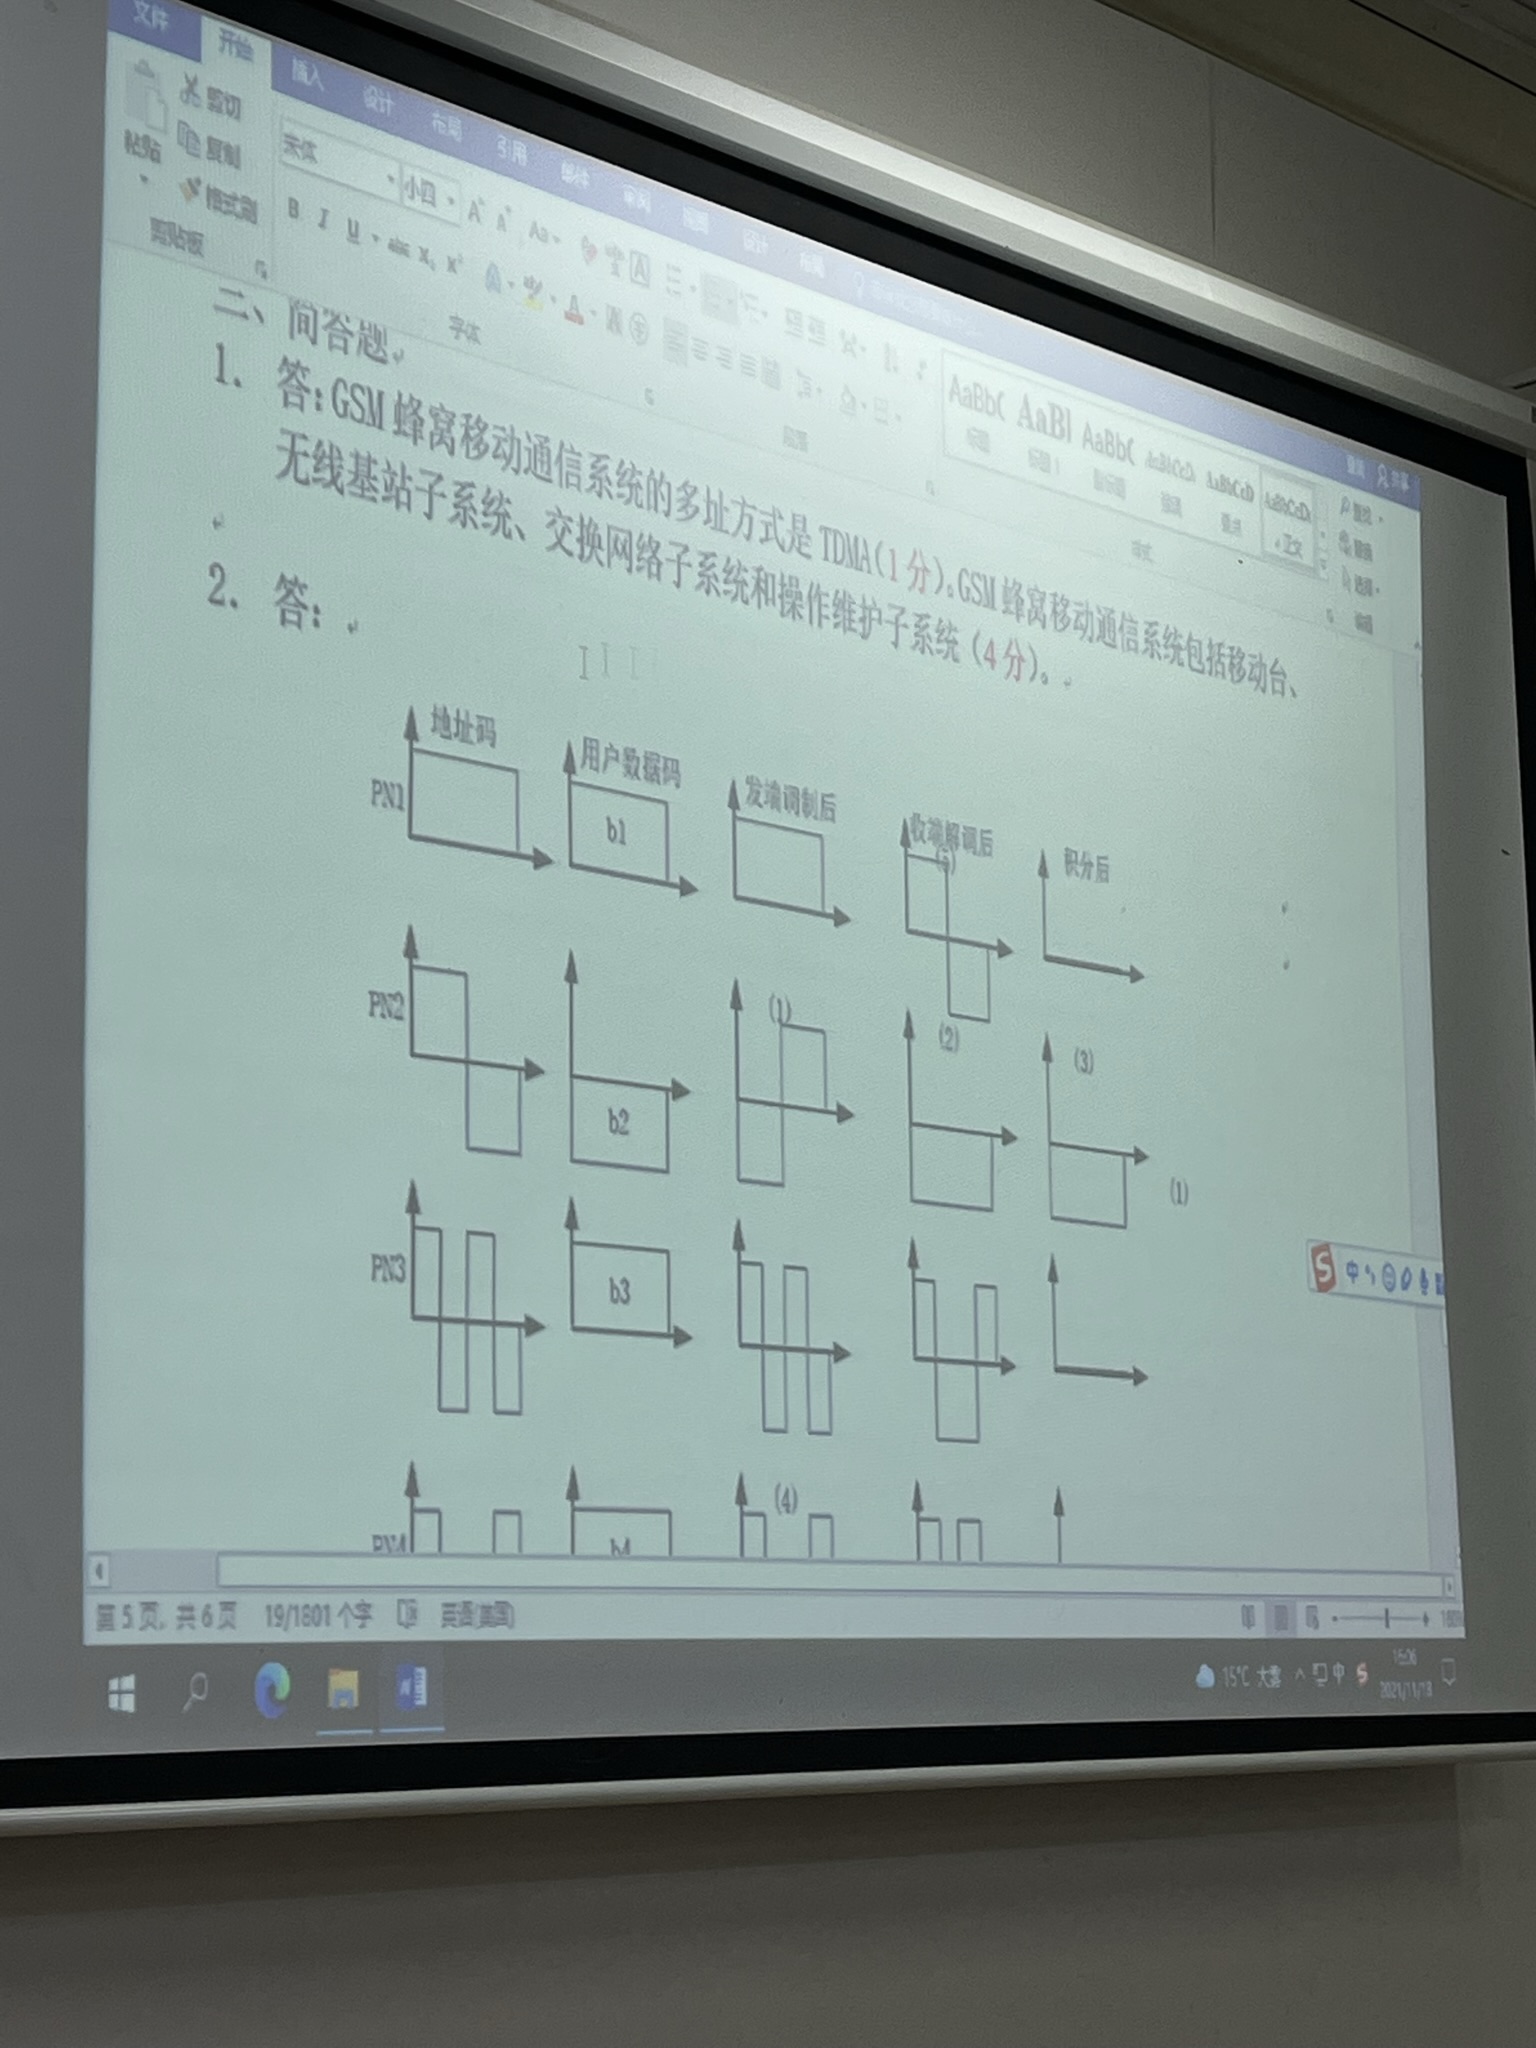 文件 开始 插入 设计 布局 引用 邮件 审阅 视图 设计 布局
剪切
复制
格式刷
粘贴
剪贴板
宋体 小四
B I U abc
字体
段落
样式
AaBb( AaBl AaBb( AaBbCcD AaBbCcD AaBbCcD
标题 标题 1 副标题 强调 要点 正文
登录 共享
查找
替换
选择
编辑
二、简答题
1. 答:GSM 蜂窝移动通信系统的多址方式是 TDMA(1 分)。GSM 蜂窝移动通信系统包括移动台、
无线基站子系统、交换网络子系统和操作维护子系统 (4 分)。
2. 答:
地址码 用户数据码 发端调制后 收端解调后 积分后
(5)
PN1 b1
PN2 b2 (1) (2) (3)
(1)
PN3 b3
PN4 b4 (4)
S 中
第 5 页, 共 6 页 19/1801 个字 英语(美国)
15°C 大雾 中 S
2021/11/18